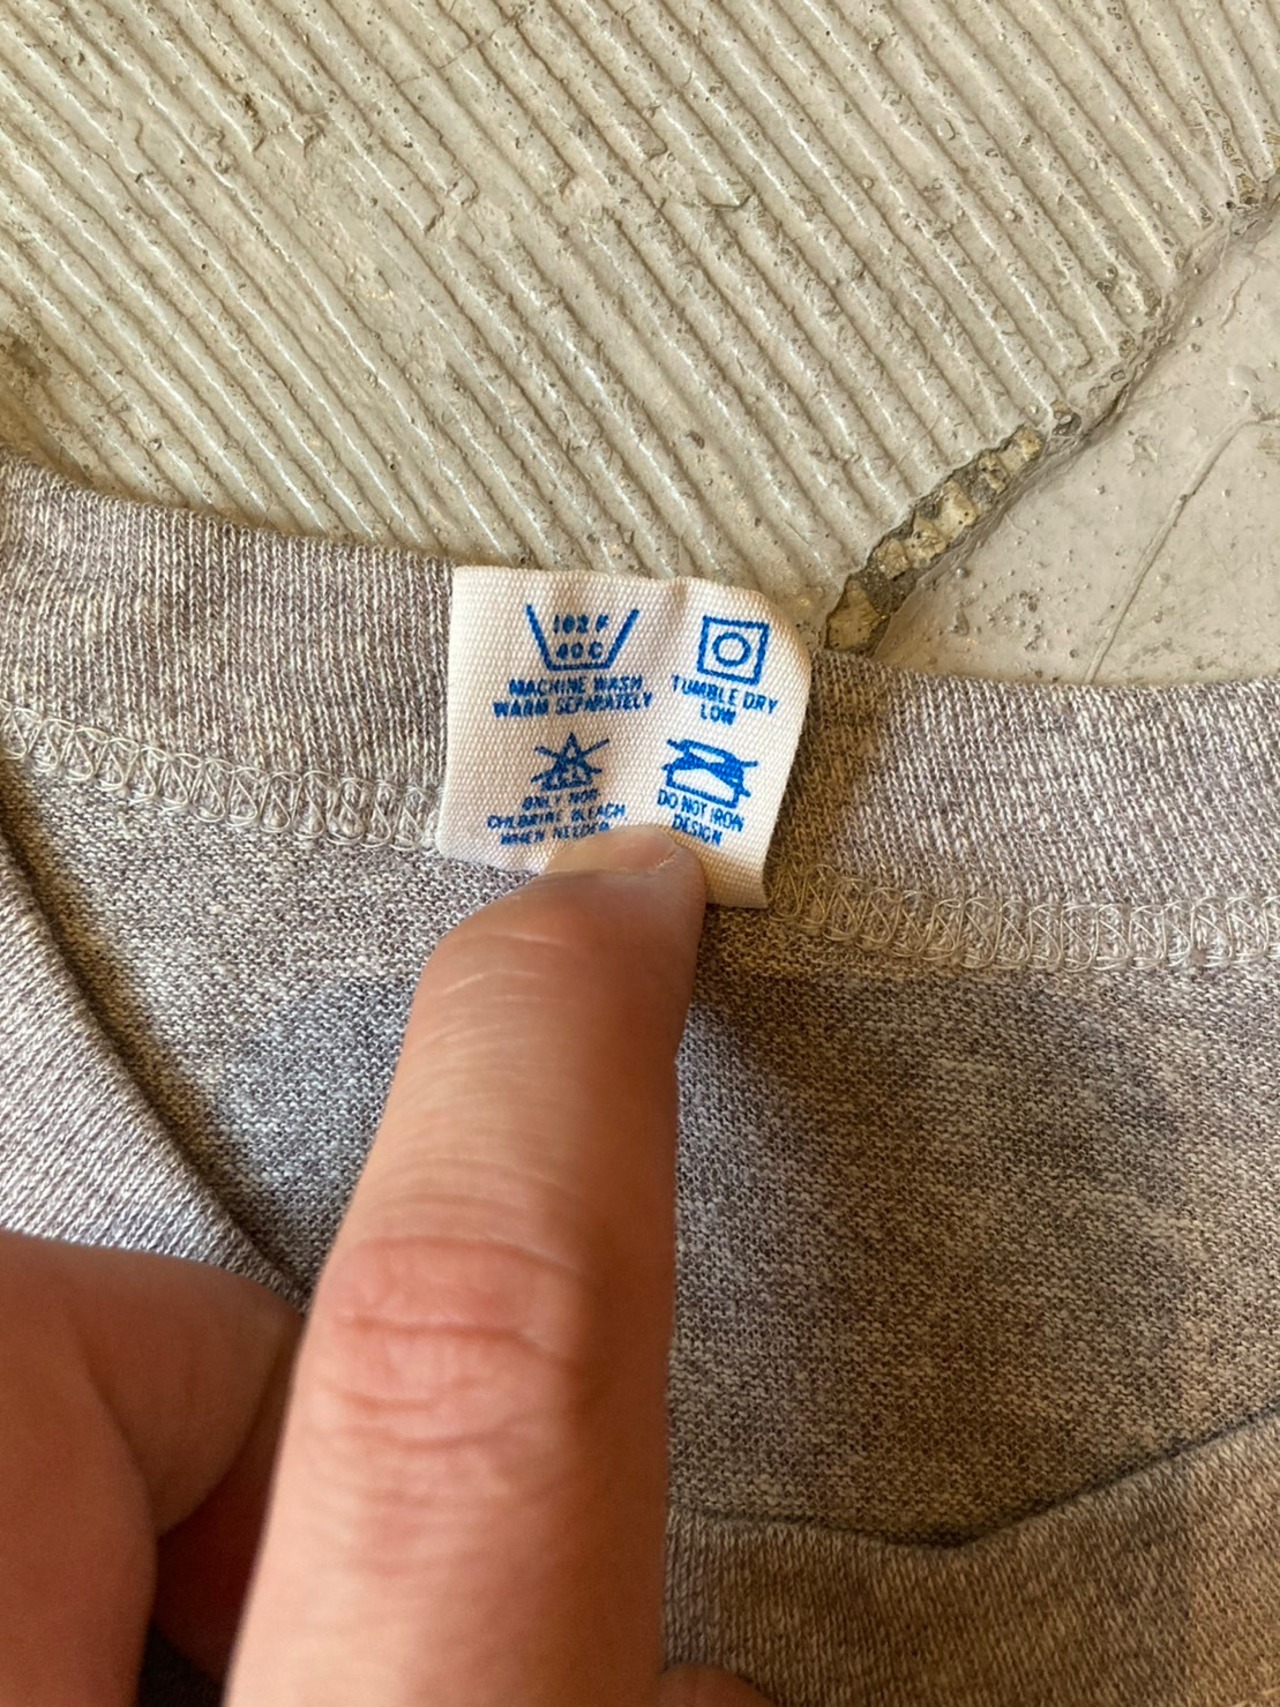 102 F
40 C
MACHINE WASH
WARM SEPARATELY
TUMBLE DRY
LOW
CL
ONLY NON
CHLORINE BLEACH
WHEN NEEDED
DO NOT IRON
DESIGN